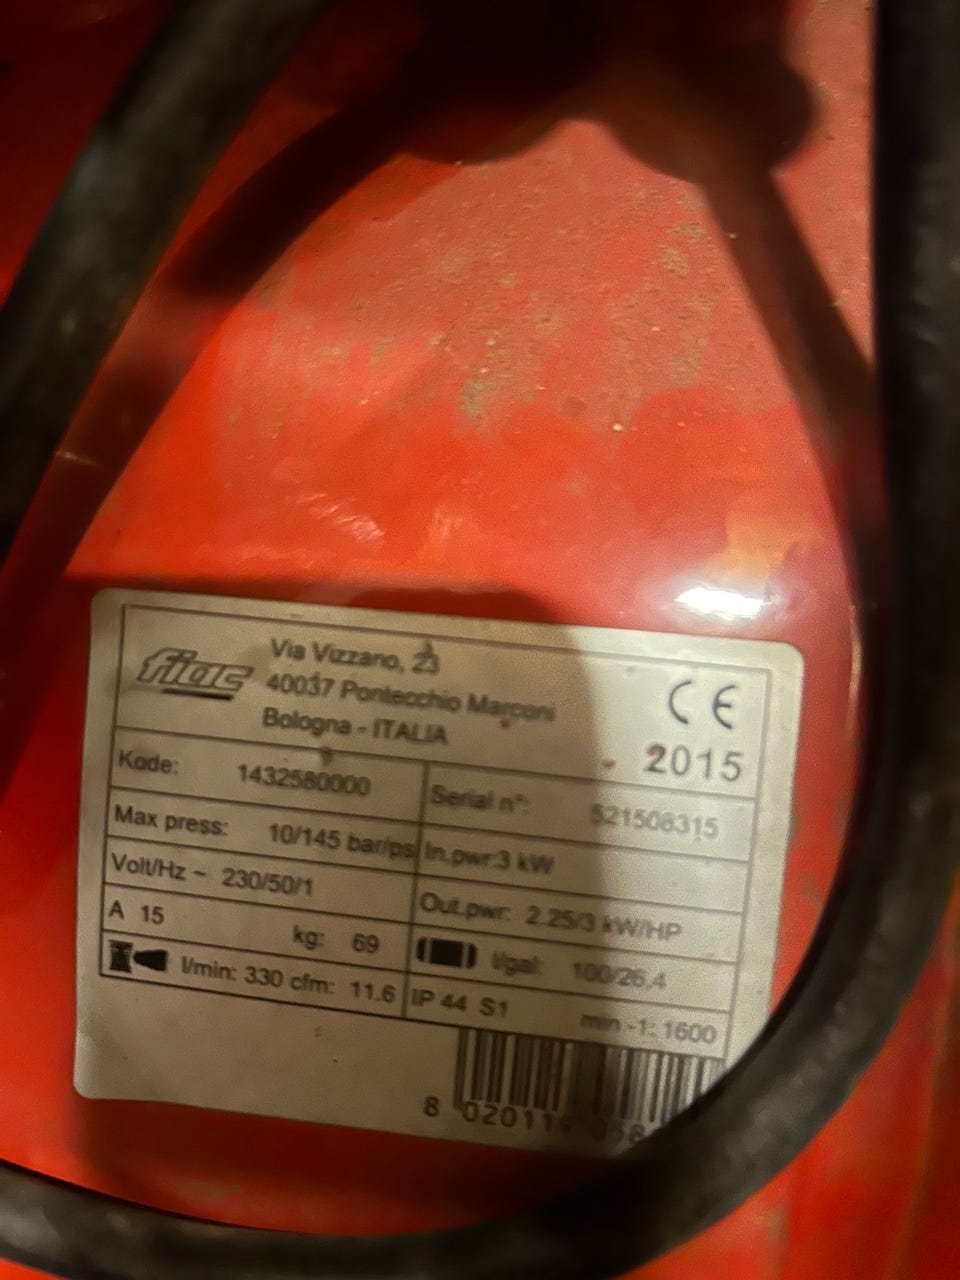 fiac
Via Vizzano, 23
40037 Pontecchio Marconi
Bologna - ITALIA
CE
2015
Kode: 1432580000 Serial n°: 521508315
Max press: 10/145 bar/psi In.pwr:3 kW
Volt/Hz ~ 230/50/1 Out.pwr: 2.25/3 kW/HP
A 15 kg: 69 l/gal: 100/26.4
l/min: 330 cfm: 11.6 IP 44 S1 min -1: 1600
8 02011